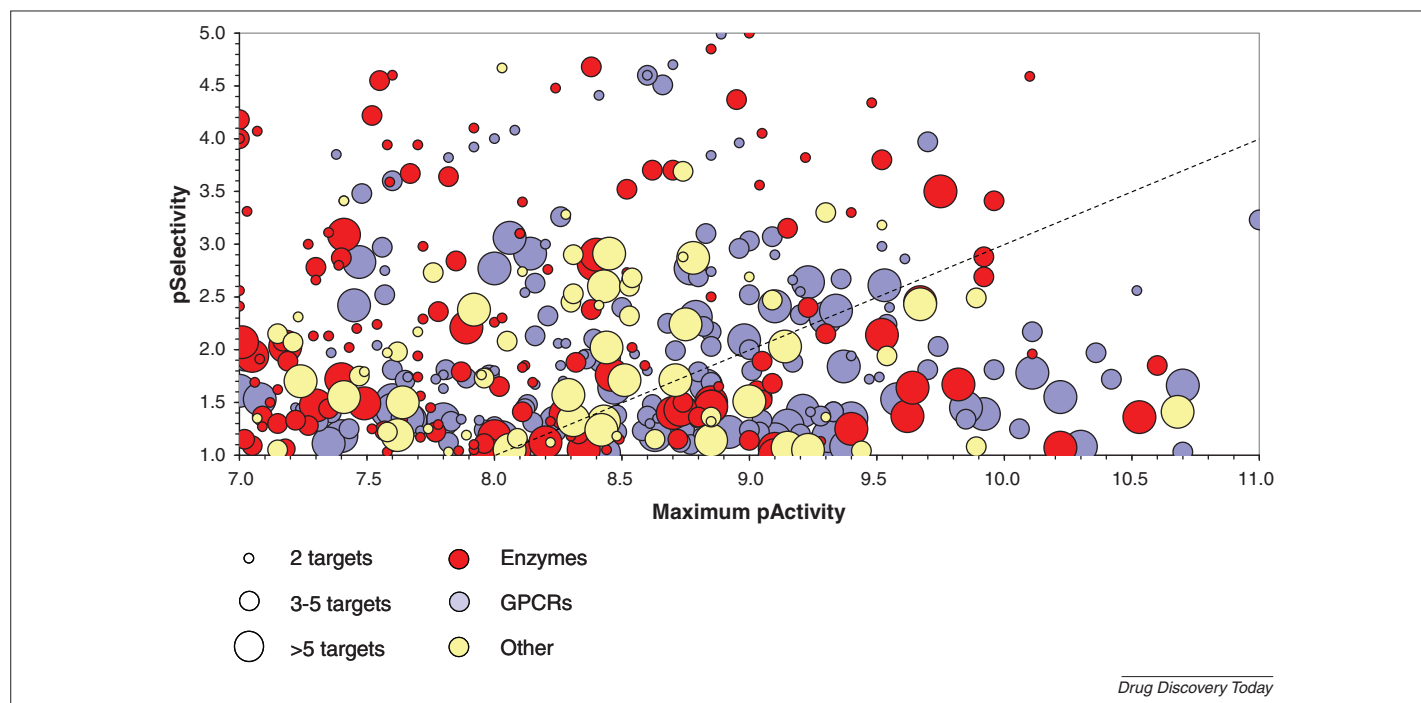 5.0
4.5
4.0
3.5
3.0
2.5
2.0
1.5
1.0
pSelectivity
7.0 7.5 8.0 8.5 9.0 9.5 10.0 10.5 11.0
Maximum pActivity
2 targets Enzymes
3-5 targets GPCRs
>5 targets Other
Drug Discovery Today